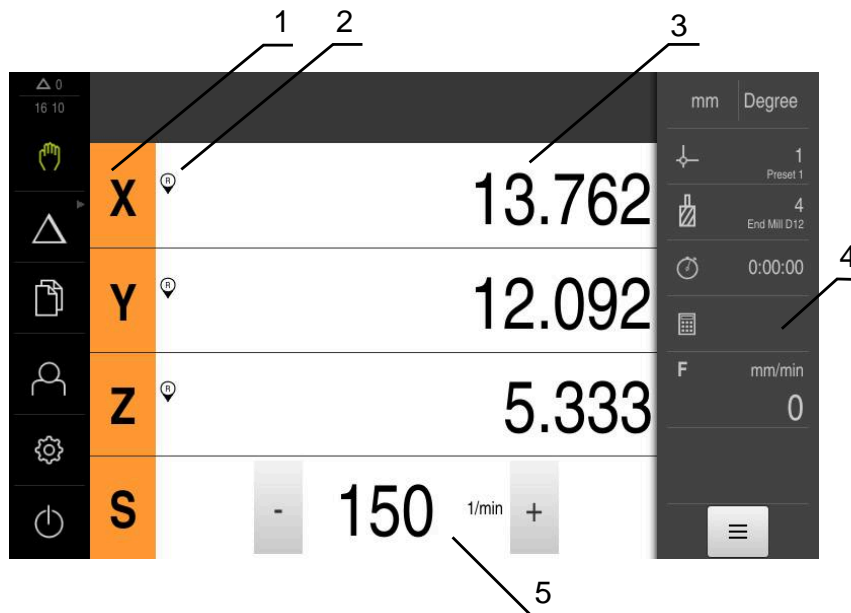 1 2 3
0
16 10
mm Degree
1
Preset 1
X R 13.762
4
End Mill D12
4
0:00:00
Y R 12.092
F mm/min
0
Z R 5.333
S - 150 1/min +
5